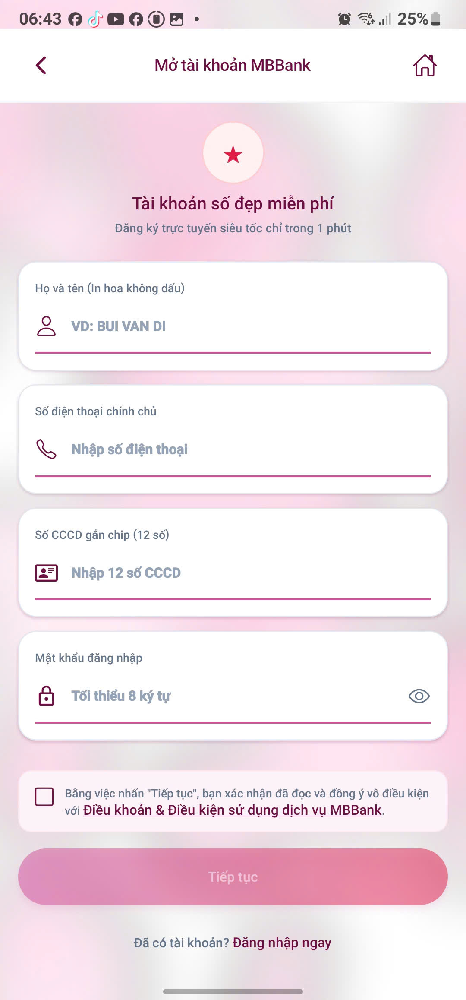 06:43
25%
Mở tài khoản MBBank
Tài khoản số đẹp miễn phí
Đăng ký trực tuyến siêu tốc chỉ trong 1 phút
Họ và tên (In hoa không dấu)
VD: BUI VAN DI
Số điện thoại chính chủ
Nhập số điện thoại
Số CCCD gắn chip (12 số)
Nhập 12 số CCCD
Mật khẩu đăng nhập
Tối thiểu 8 ký tự
Bằng việc nhấn "Tiếp tục", bạn xác nhận đã đọc và đồng ý vô điều kiện
với Điều khoản & Điều kiện sử dụng dịch vụ MBBank.
Tiếp tục
Đã có tài khoản? Đăng nhập ngay